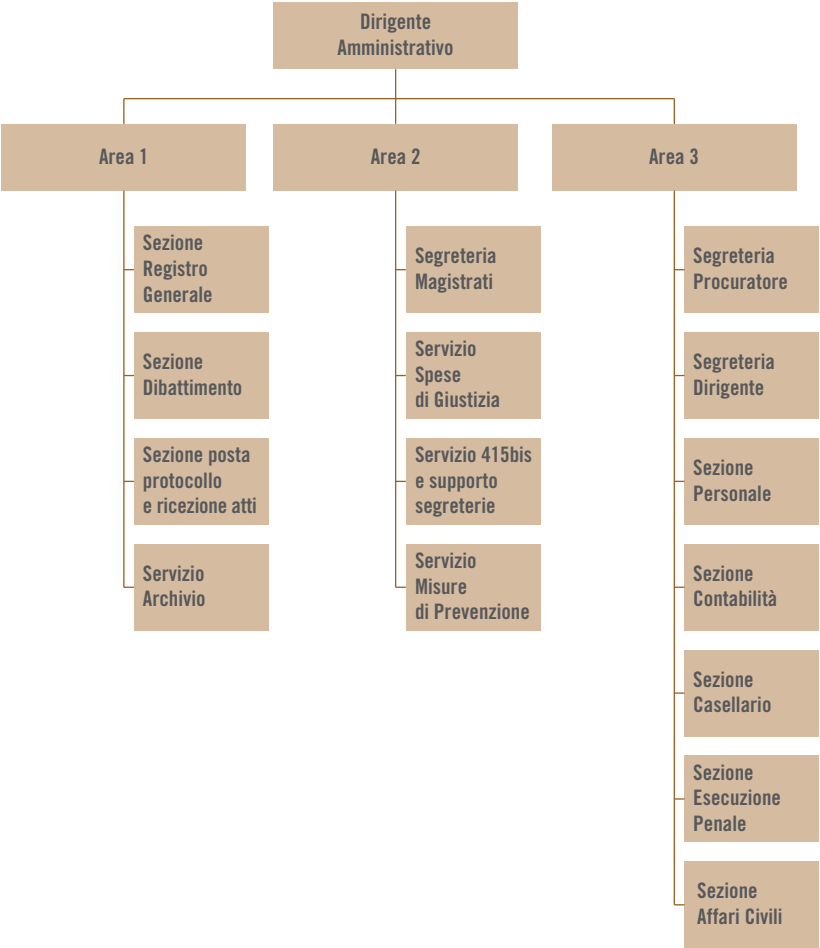 Dirigente
Amministrativo
Area 1
Area 2
Area 3
Sezione
Registro
Generale
Sezione
Dibattimento
Sezione posta
protocollo
e ricezione atti
Servizio
Archivio
Segreteria
Magistrati
Servizio
Spese
di Giustizia
Servizio 415bis
e supporto
segreterie
Servizio
Misure
di Prevenzione
Segreteria
Procuratore
Segreteria
Dirigente
Sezione
Personale
Sezione
Contabilità
Sezione
Casellario
Sezione
Esecuzione
Penale
Sezione
Affari Civili